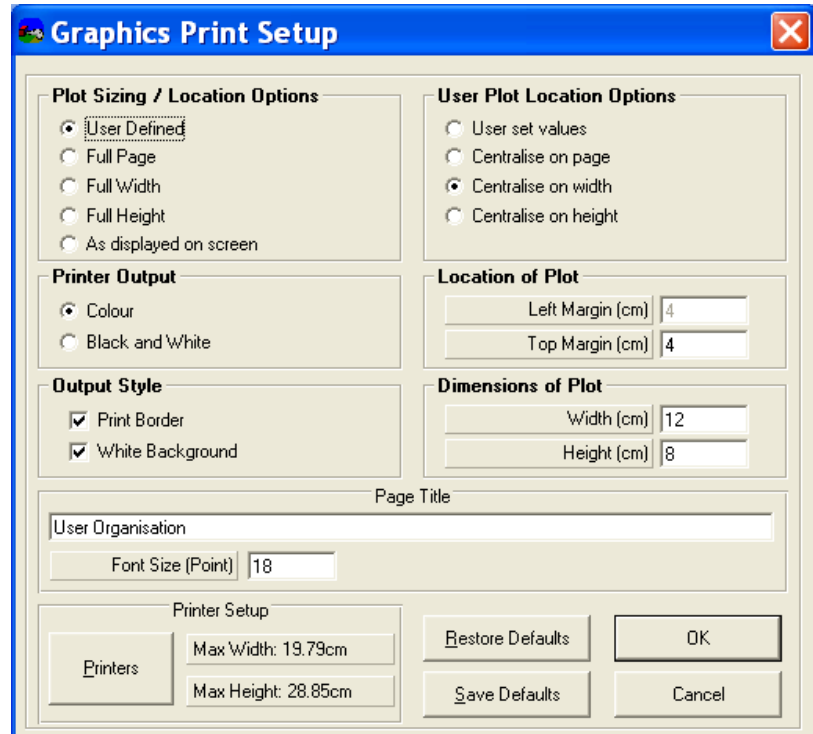 Graphics Print Setup
Plot Sizing / Location Options
User Defined
Full Page
Full Width
Full Height
As displayed on screen
User Plot Location Options
User set values
Centralise on page
Centralise on width
Centralise on height
Printer Output
Colour
Black and White
Location of Plot
Left Margin (cm) 4
Top Margin (cm) 4
Output Style
Print Border
White Background
Dimensions of Plot
Width (cm) 12
Height (cm) 8
Page Title
User Organisation
Font Size (Point) 18
Printer Setup
Printers
Max Width: 19.79cm
Max Height: 28.85cm
Restore Defaults
OK
Save Defaults
Cancel